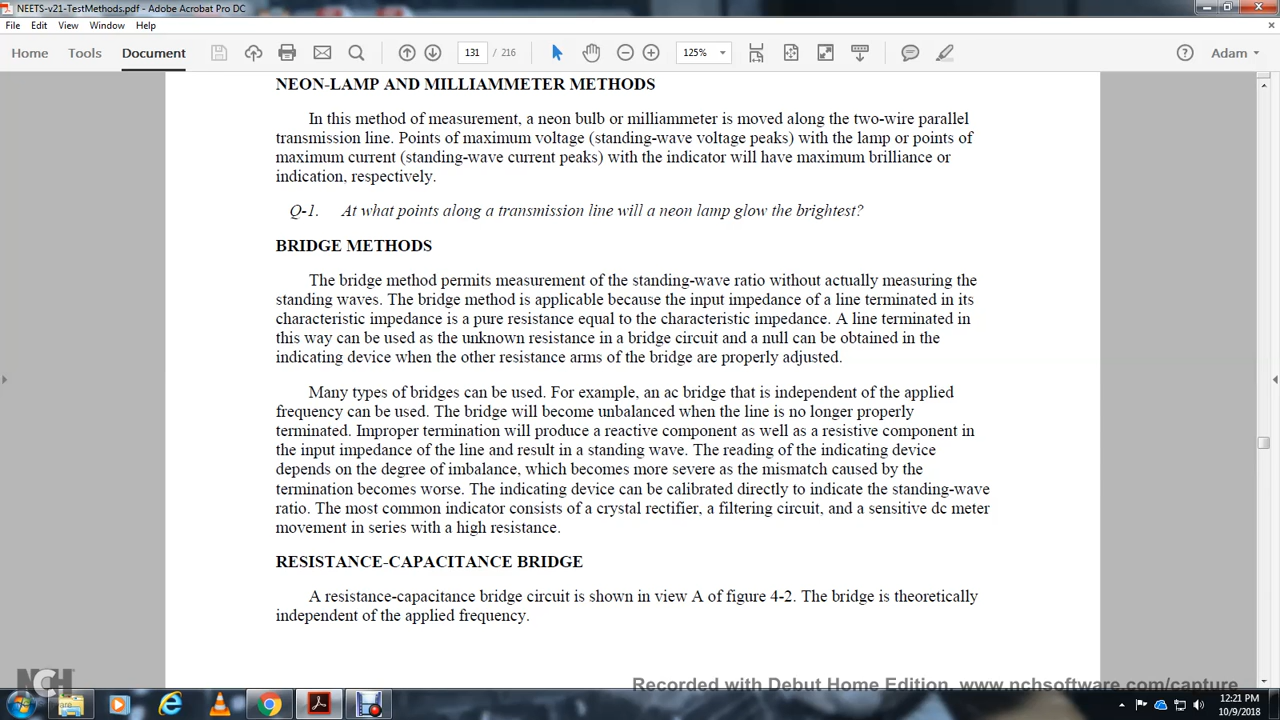 NEETS-v21-TestMethods.pdf - Adobe Acrobat Pro DC
File Edit View Window Help
Home Tools Document 131 / 216 125% Adam
NEON-LAMP AND MILLIAMMETER METHODS
In this method of measurement, a neon bulb or milliammeter is moved along the two-wire parallel
transmission line. Points of maximum voltage (standing-wave voltage peaks) with the lamp or points of
maximum current (standing-wave current peaks) with the indicator will have maximum brilliance or
indication, respectively.
Q-1. At what points along a transmission line will a neon lamp glow the brightest?
BRIDGE METHODS
The bridge method permits measurement of the standing-wave ratio without actually measuring the
standing waves. The bridge method is applicable because the input impedance of a line terminated in its
characteristic impedance is a pure resistance equal to the characteristic impedance. A line terminated in
this way can be used as the unknown resistance in a bridge circuit and a null can be obtained in the
indicating device when the other resistance arms of the bridge are properly adjusted.
Many types of bridges can be used. For example, an ac bridge that is independent of the applied
frequency can be used. The bridge will become unbalanced when the line is no longer properly
terminated. Improper termination will produce a reactive component as well as a resistive component in
the input impedance of the line and result in a standing wave. The reading of the indicating device
depends on the degree of imbalance, which becomes more severe as the mismatch caused by the
termination becomes worse. The indicating device can be calibrated directly to indicate the standing-wave
ratio. The most common indicator consists of a crystal rectifier, a filtering circuit, and a sensitive dc meter
movement in series with a high resistance.
RESISTANCE-CAPACITANCE BRIDGE
A resistance-capacitance bridge circuit is shown in view A of figure 4-2. The bridge is theoretically
independent of the applied frequency.
NCH
Recorded with Debut Home Edition. www.nchsoftware.com/capture
12:21 PM
10/9/2018